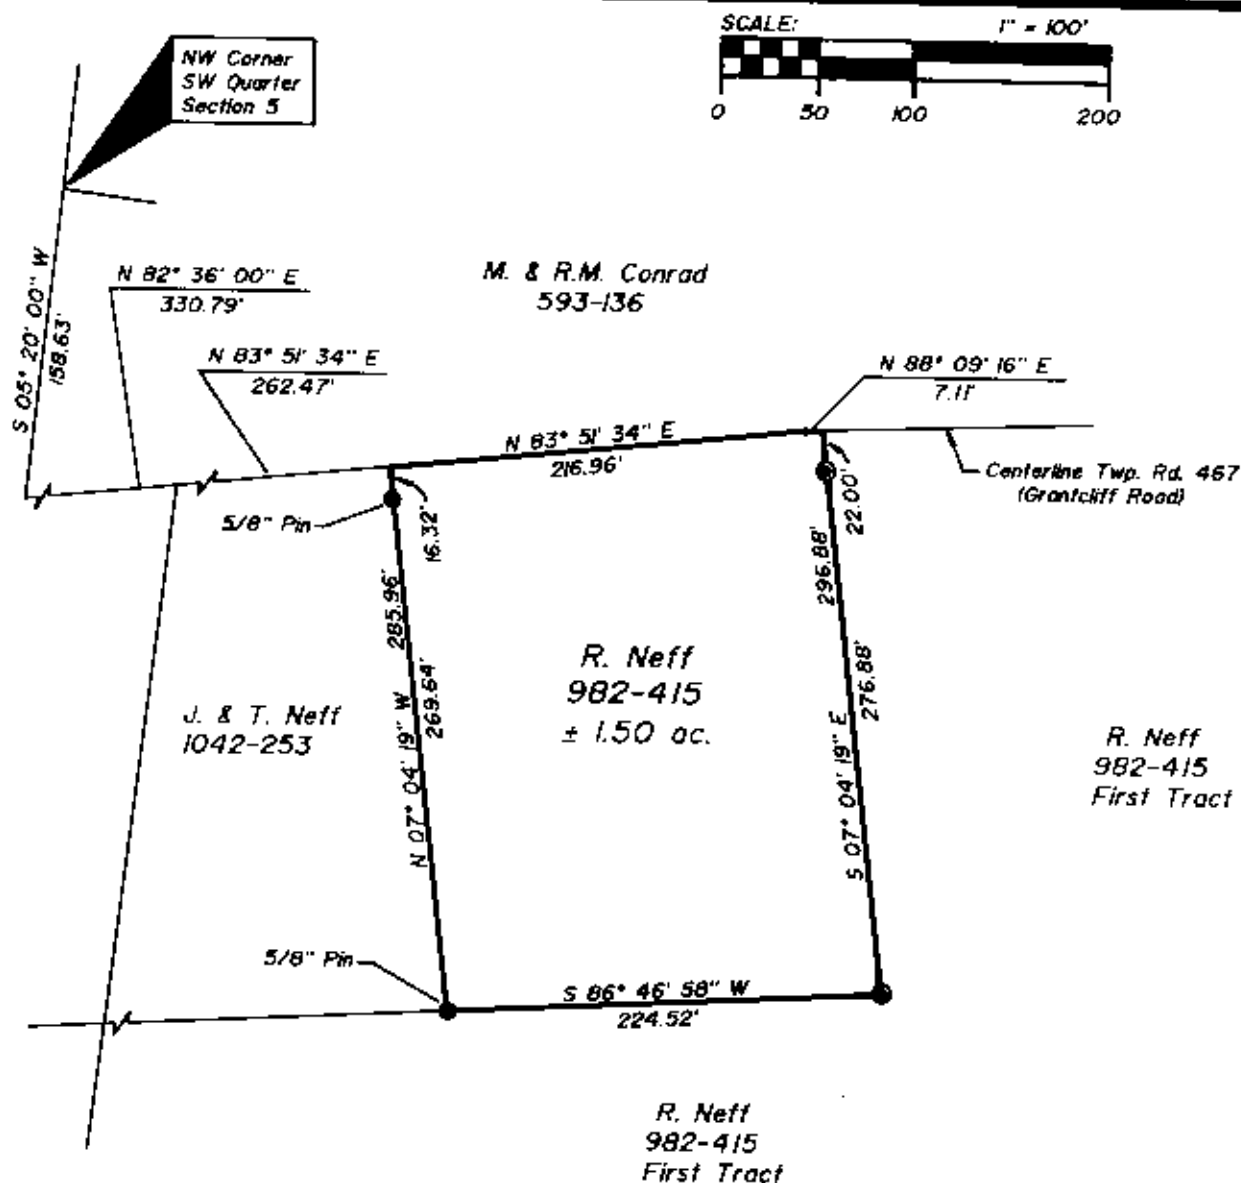 SCALE: 1" = 100'
0 50 100 200
NW Corner
SW Quarter
Section 5
S 05° 20' 00" W
158.63'
N 82° 36' 00" E
330.79'
M. & R.M. Conrad
593-136
N 83° 51' 34" E
262.47'
N 88° 09' 16" E
7.11'
N 83° 51' 34" E
216.96'
Centerline Twp. Rd. 467
(Grantcliff Road)
5/8" Pin
16.32'
22.00'
285.96'
296.88'
N 07° 04' 19" W
269.64'
S 07° 04' 19" E
276.88'
R. Neff
982-415
± 1.50 ac.
J. & T. Neff
1042-253
R. Neff
982-415
First Tract
5/8" Pin
S 86° 46' 58" W
224.52'
R. Neff
982-415
First Tract